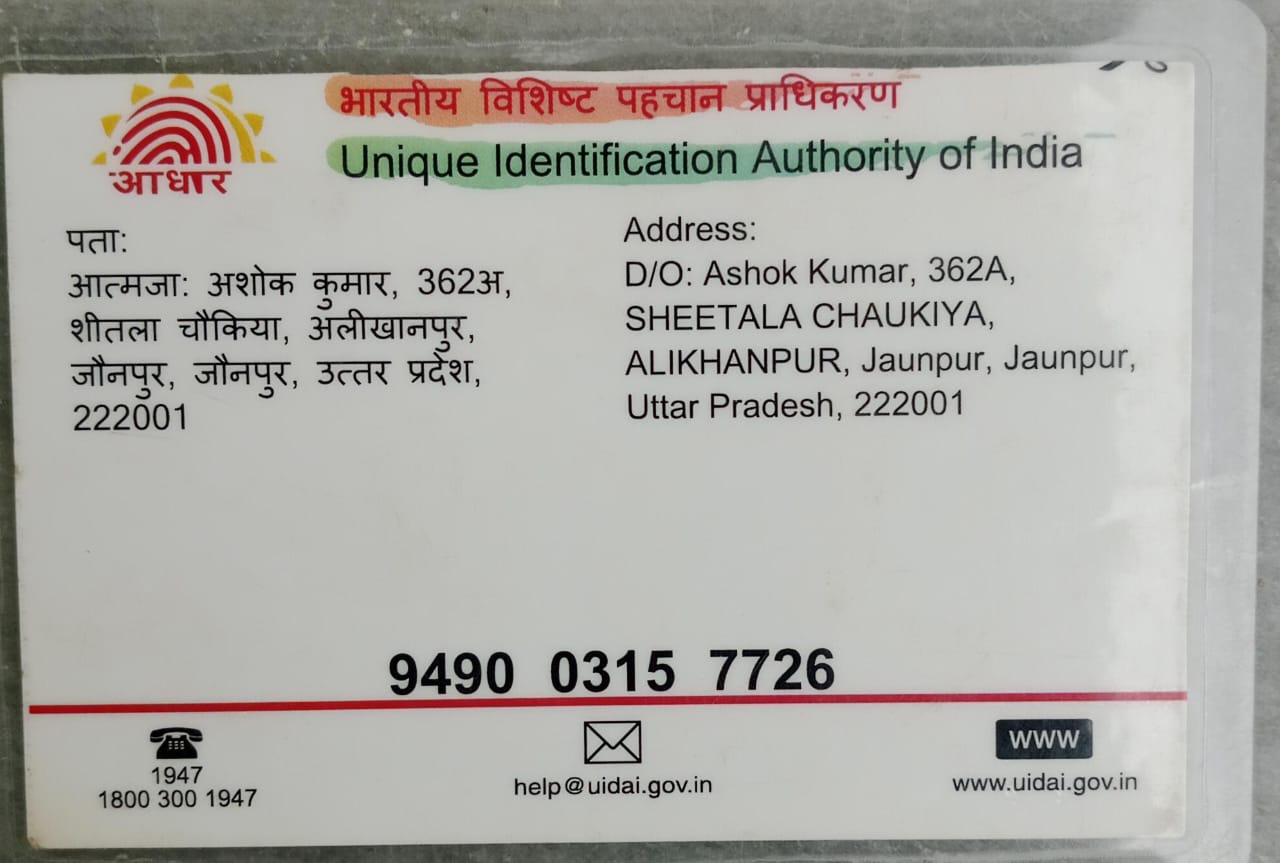 भारतीय विशिष्ट पहचान प्राधिकरण
Unique Identification Authority of India
आधार
पता:
आत्मजा: अशोक कुमार, 362अ,
शीतला चौकिया, अलीखानपुर,
जौनपुर, जौनपुर, उत्तर प्रदेश,
222001
Address:
D/O: Ashok Kumar, 362A,
SHEETALA CHAUKIYA,
ALIKHANPUR, Jaunpur, Jaunpur,
Uttar Pradesh, 222001
9490 0315 7726
1947
1800 300 1947
help@uidai.gov.in
www
www.uidai.gov.in